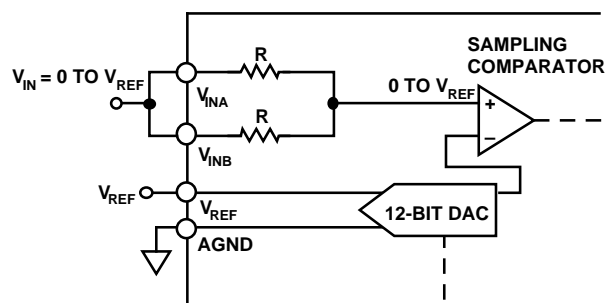 SAMPLING
COMPARATOR
R
V_IN = 0 TO V_REF
V_INA
0 TO V_REF
+
R
–
V_INB
V_REF
V_REF
12-BIT DAC
AGND